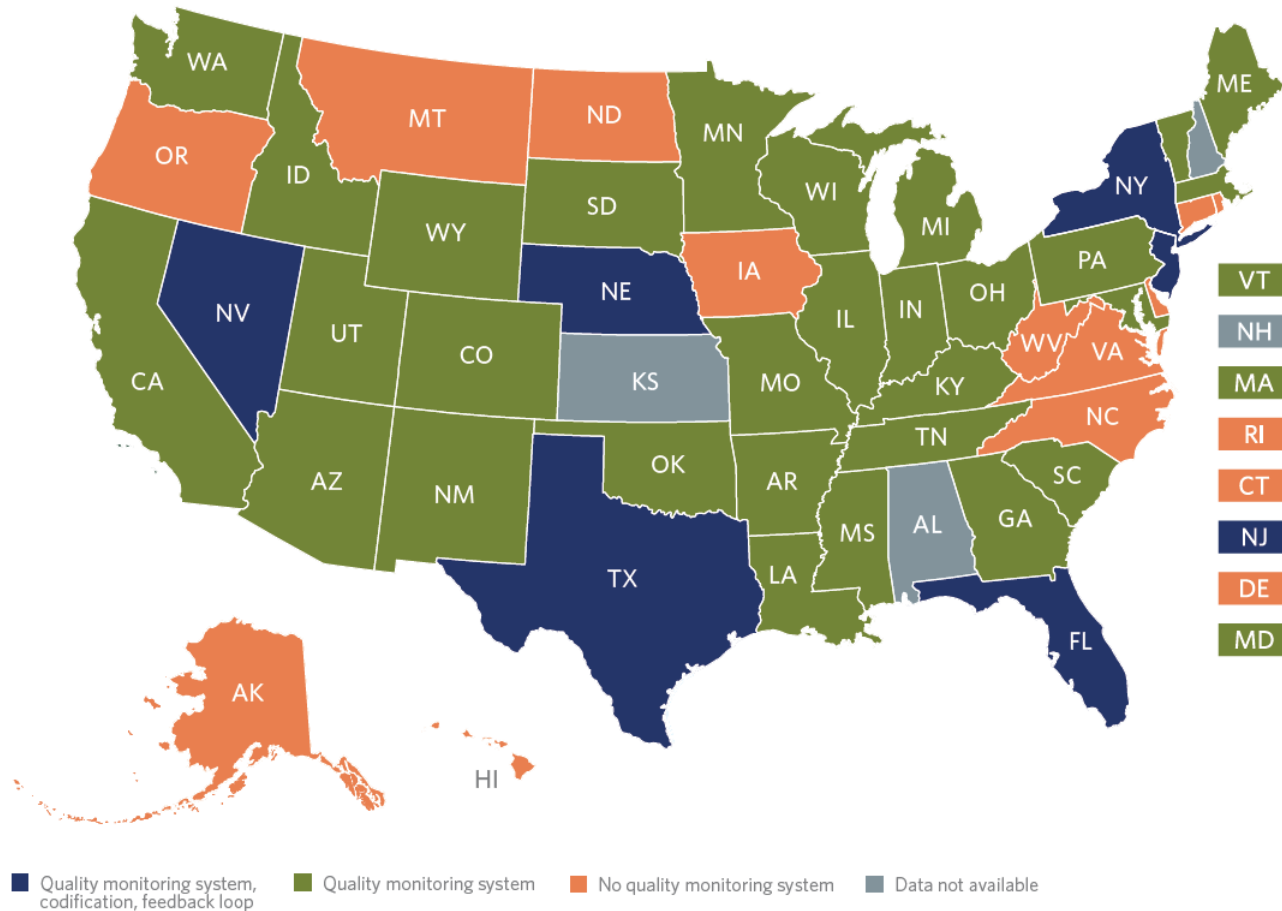 WA
ME
MT
ND
MN
OR
ID
WI
NY
SD
WY
MI
IA
PA
NE
OH
VT
NV
IL
IN
UT
NH
CO
WV
VA
CA
KS
MO
KY
MA
NC
TN
RI
OK
AZ
AR
SC
NM
CT
MS
AL
GA
NJ
LA
TX
DE
FL
MD
AK
HI
Quality monitoring system,
codification, feedback loop
Quality monitoring system
No quality monitoring system
Data not available